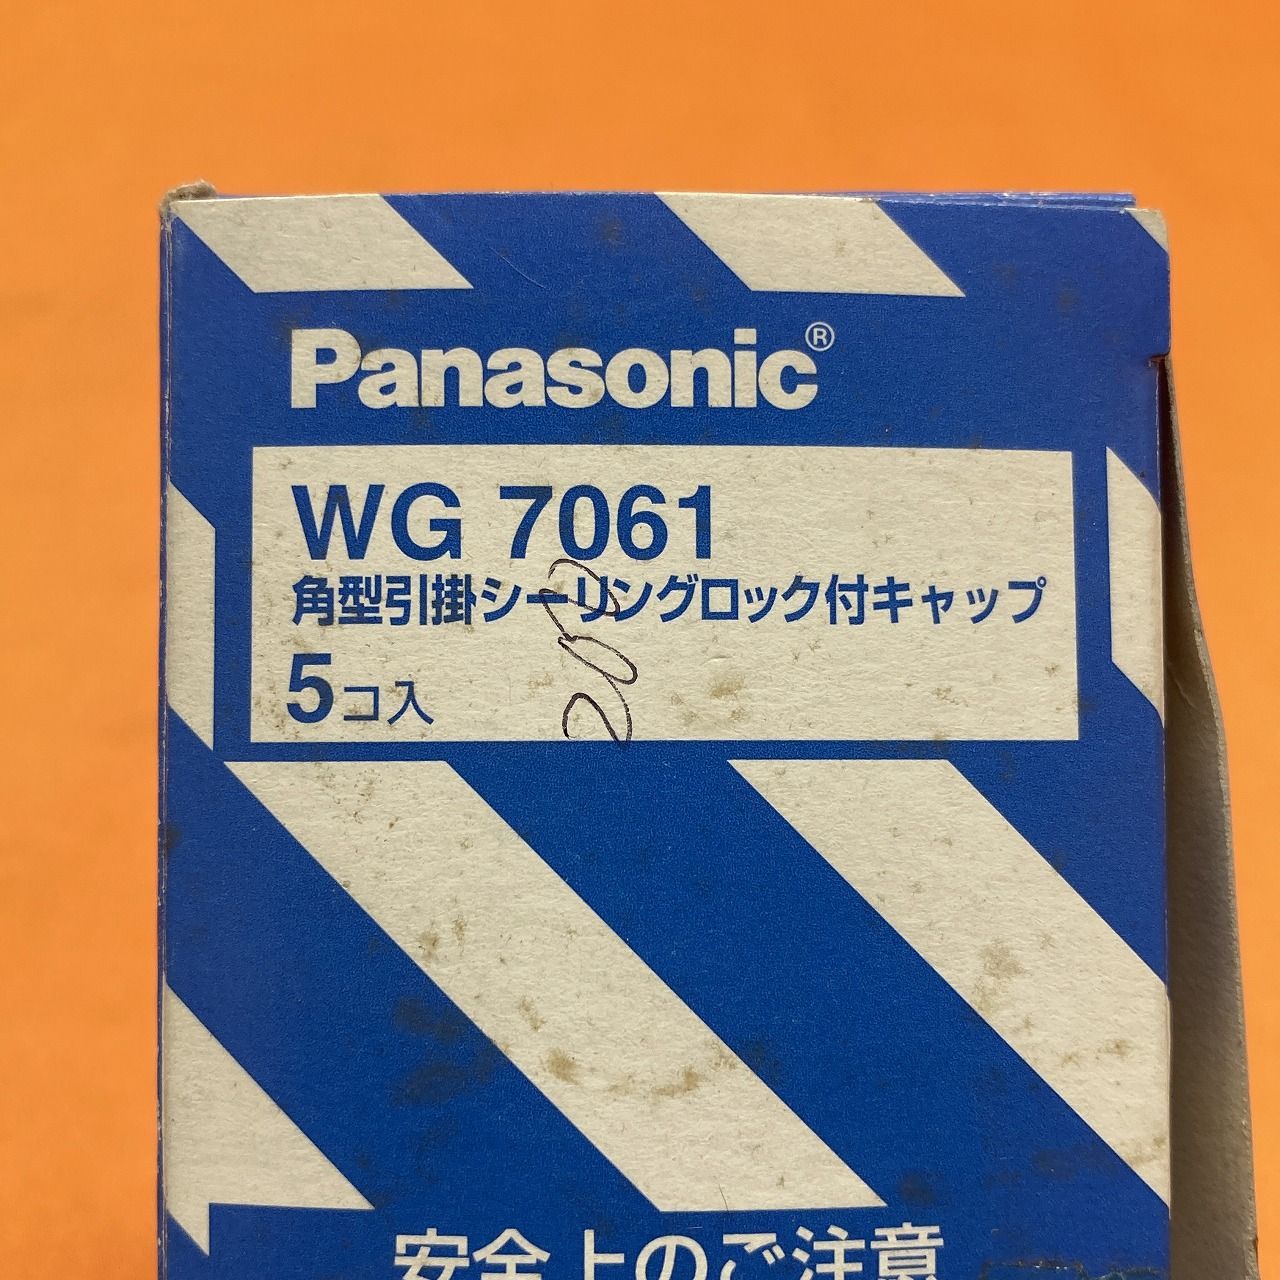 Panasonic®
WG 7061
角型引掛シーリングロック付キャップ
5コ入
200
安全上のご注意